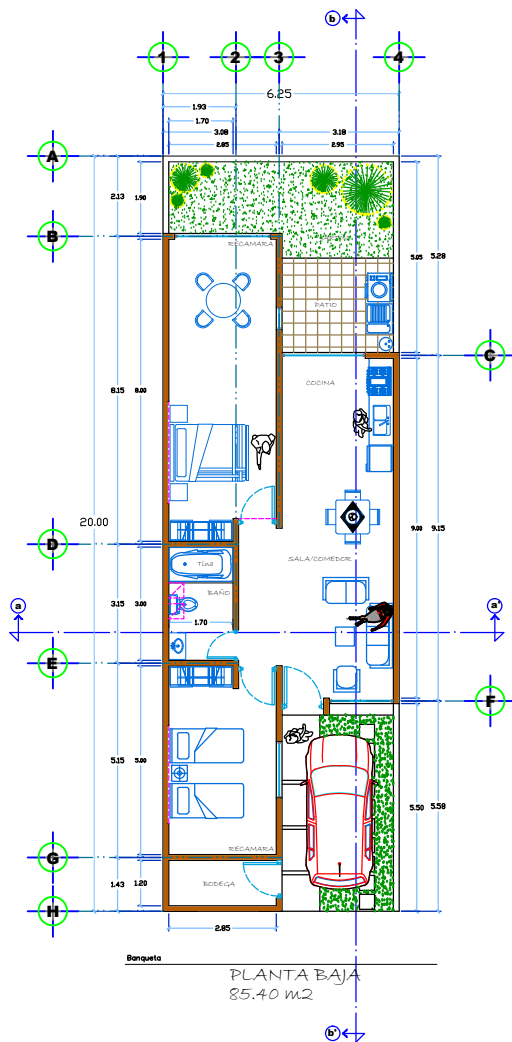 b
1 2 3 4
6.25
1.93
1.70
3.08 3.18
2.85 2.95
A
2.13 1.90
B
RECAMARA
5.05 5.28
PATIO
C
COCINA
8.15 8.00
20.00
9.00 9.15
D
SALA/COMEDOR
Tina
BAÑO
3.15 3.00
1.70
a a'
E
F
5.15 5.00
5.50 5.58
RECAMARA
G
BODEGA
1.43 1.20
H
2.85
Banqueta
PLANTA BAJA
85.40 m2
b'